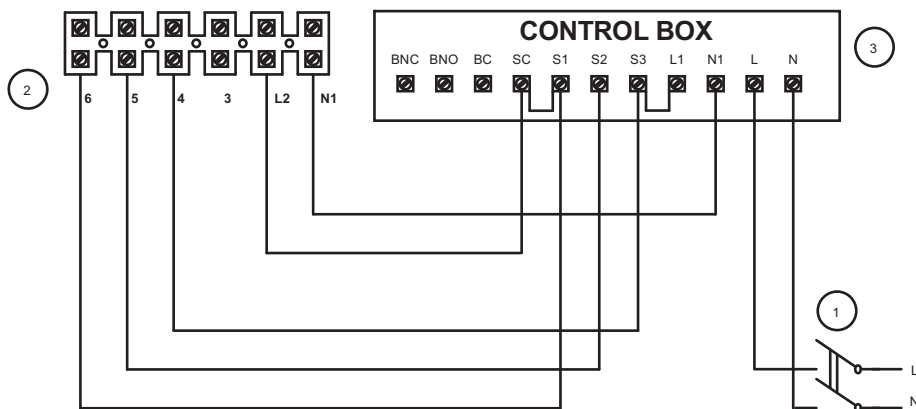 CONTROL BOX
BNC BNO BC SC S1 S2 S3 L1 N1 L N
3
2
6 5 4 3 L2 N1
1
L
N